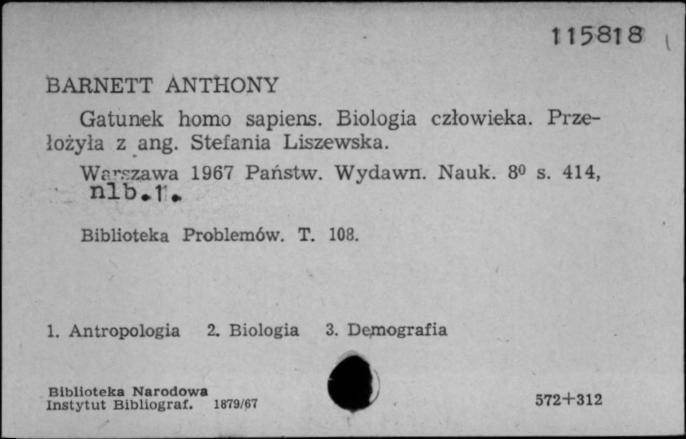 115818
BARNETT ANTHONY
Gatunek homo sapiens. Biologia człowieka. Prze-
łożyła z ang. Stefania Liszewska.
Warszawa 1967 Państw. Wydawn. Nauk. 8⁰ s. 414,
nlb.1.
Biblioteka Problemów. T. 108.
1. Antropologia 2. Biologia 3. Demografia
Biblioteka Narodowa
Instytut Bibliograf. 1879/67
572+312